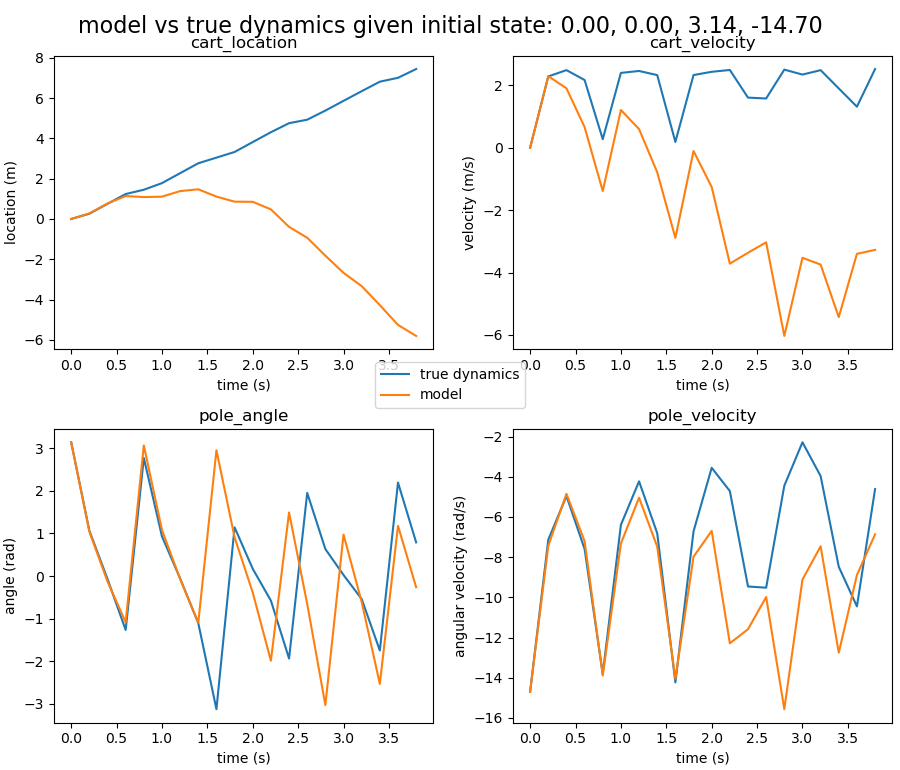 model vs true dynamics given initial state: 0.00, 0.00, 3.14, -14.70
cart_location
8
6
4
2
0
−2
−4
−6
location (m)
0.0 0.5 1.0 1.5 2.0 2.5 3.0 3.5
time (s)
cart_velocity
2
0
−2
−4
−6
velocity (m/s)
0.0 0.5 1.0 1.5 2.0 2.5 3.0 3.5
time (s)
true dynamics
model
pole_angle
3
2
1
0
−1
−2
−3
angle (rad)
0.0 0.5 1.0 1.5 2.0 2.5 3.0 3.5
time (s)
pole_velocity
−2
−4
−6
−8
−10
−12
−14
−16
angular velocity (rad/s)
0.0 0.5 1.0 1.5 2.0 2.5 3.0 3.5
time (s)